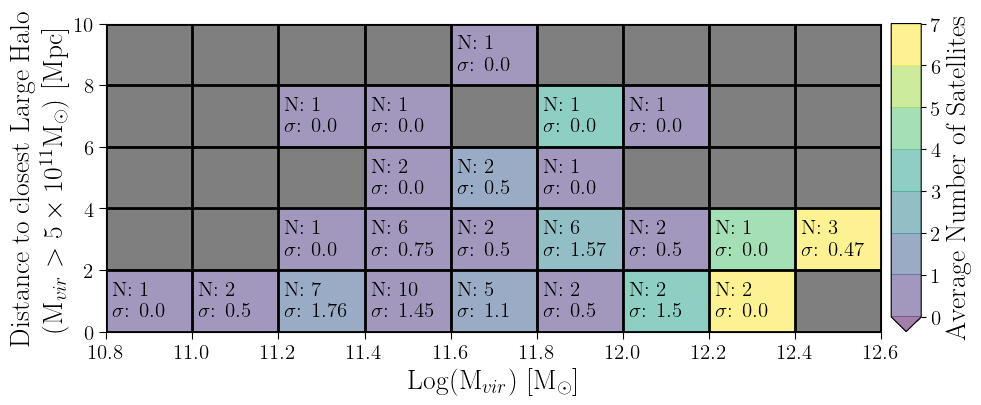 Distance to closest Large Halo
(M_vir > 5 × 10^11 M_⊙) [Mpc]
10
8
6
4
2
0
N: 1
σ: 0.0
N: 1
σ: 0.0
N: 1
σ: 0.0
N: 1
σ: 0.0
N: 1
σ: 0.0
N: 2
σ: 0.0
N: 2
σ: 0.5
N: 1
σ: 0.0
N: 1
σ: 0.0
N: 6
σ: 0.75
N: 2
σ: 0.5
N: 6
σ: 1.57
N: 2
σ: 0.5
N: 1
σ: 0.0
N: 3
σ: 0.47
N: 1
σ: 0.0
N: 2
σ: 0.5
N: 7
σ: 1.76
N: 10
σ: 1.45
N: 5
σ: 1.1
N: 2
σ: 0.5
N: 2
σ: 1.5
N: 2
σ: 0.0
10.8 11.0 11.2 11.4 11.6 11.8 12.0 12.2 12.4 12.6
Log(M_vir) [M_⊙]
7
6
5
4
3
2
1
0
Average Number of Satellites